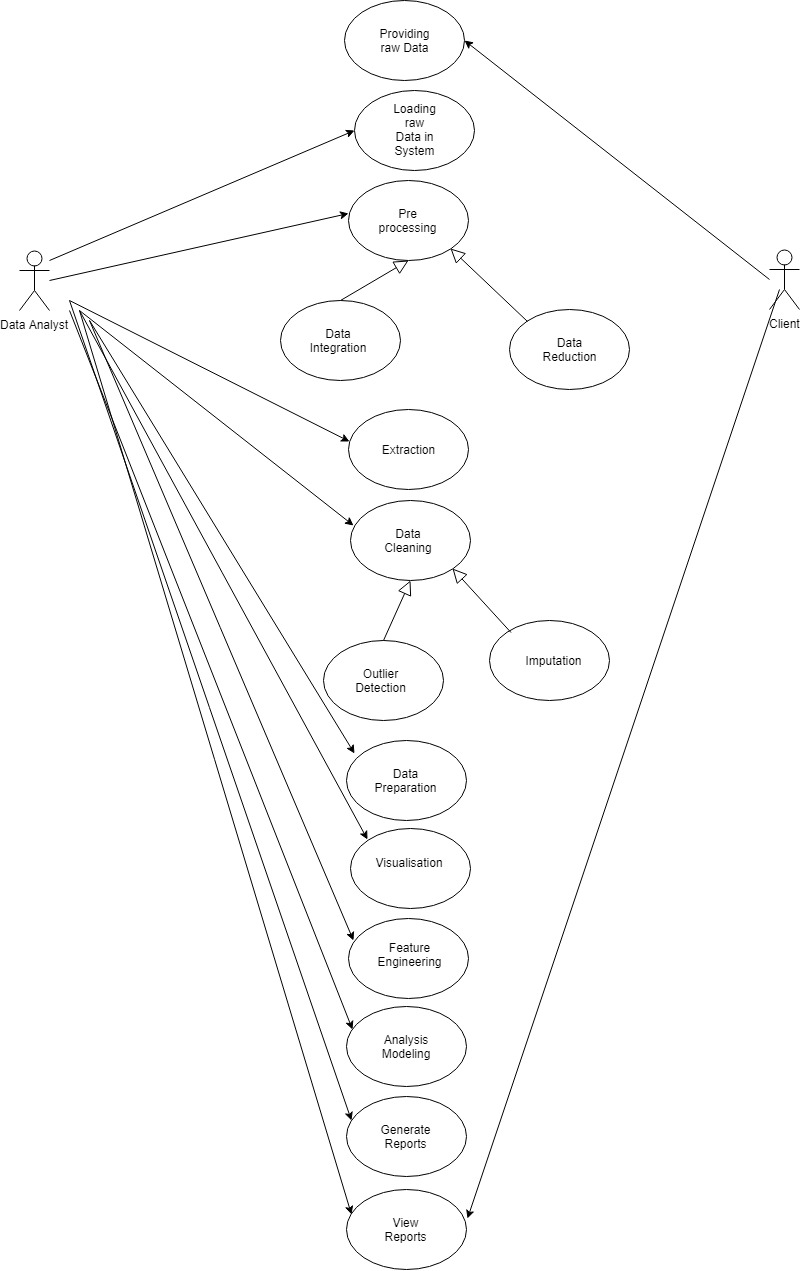 Providing
raw Data
Loading
raw
Data in
System
Pre
processing
Data Analyst
Client
Data
Integration
Data
Reduction
Extraction
Data
Cleaning
Outlier
Detection
Imputation
Data
Preparation
Visualisation
Feature
Engineering
Analysis
Modeling
Generate
Reports
View
Reports